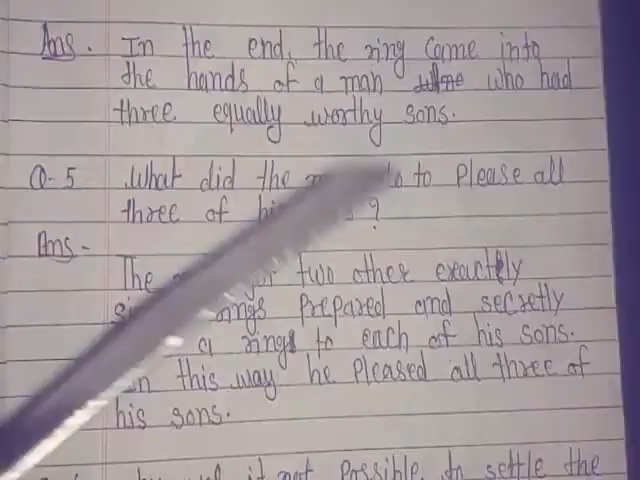 Ans. In the end, the ring came into
the hands of a man who had
three equally worthy sons.
Q-5 What did the to Please all
three of ?
Ans-
The two other exactly
prepared and secretly
a ring to each of his sons.
In this way he Pleased all three of
his sons.
it not Possible to settle the